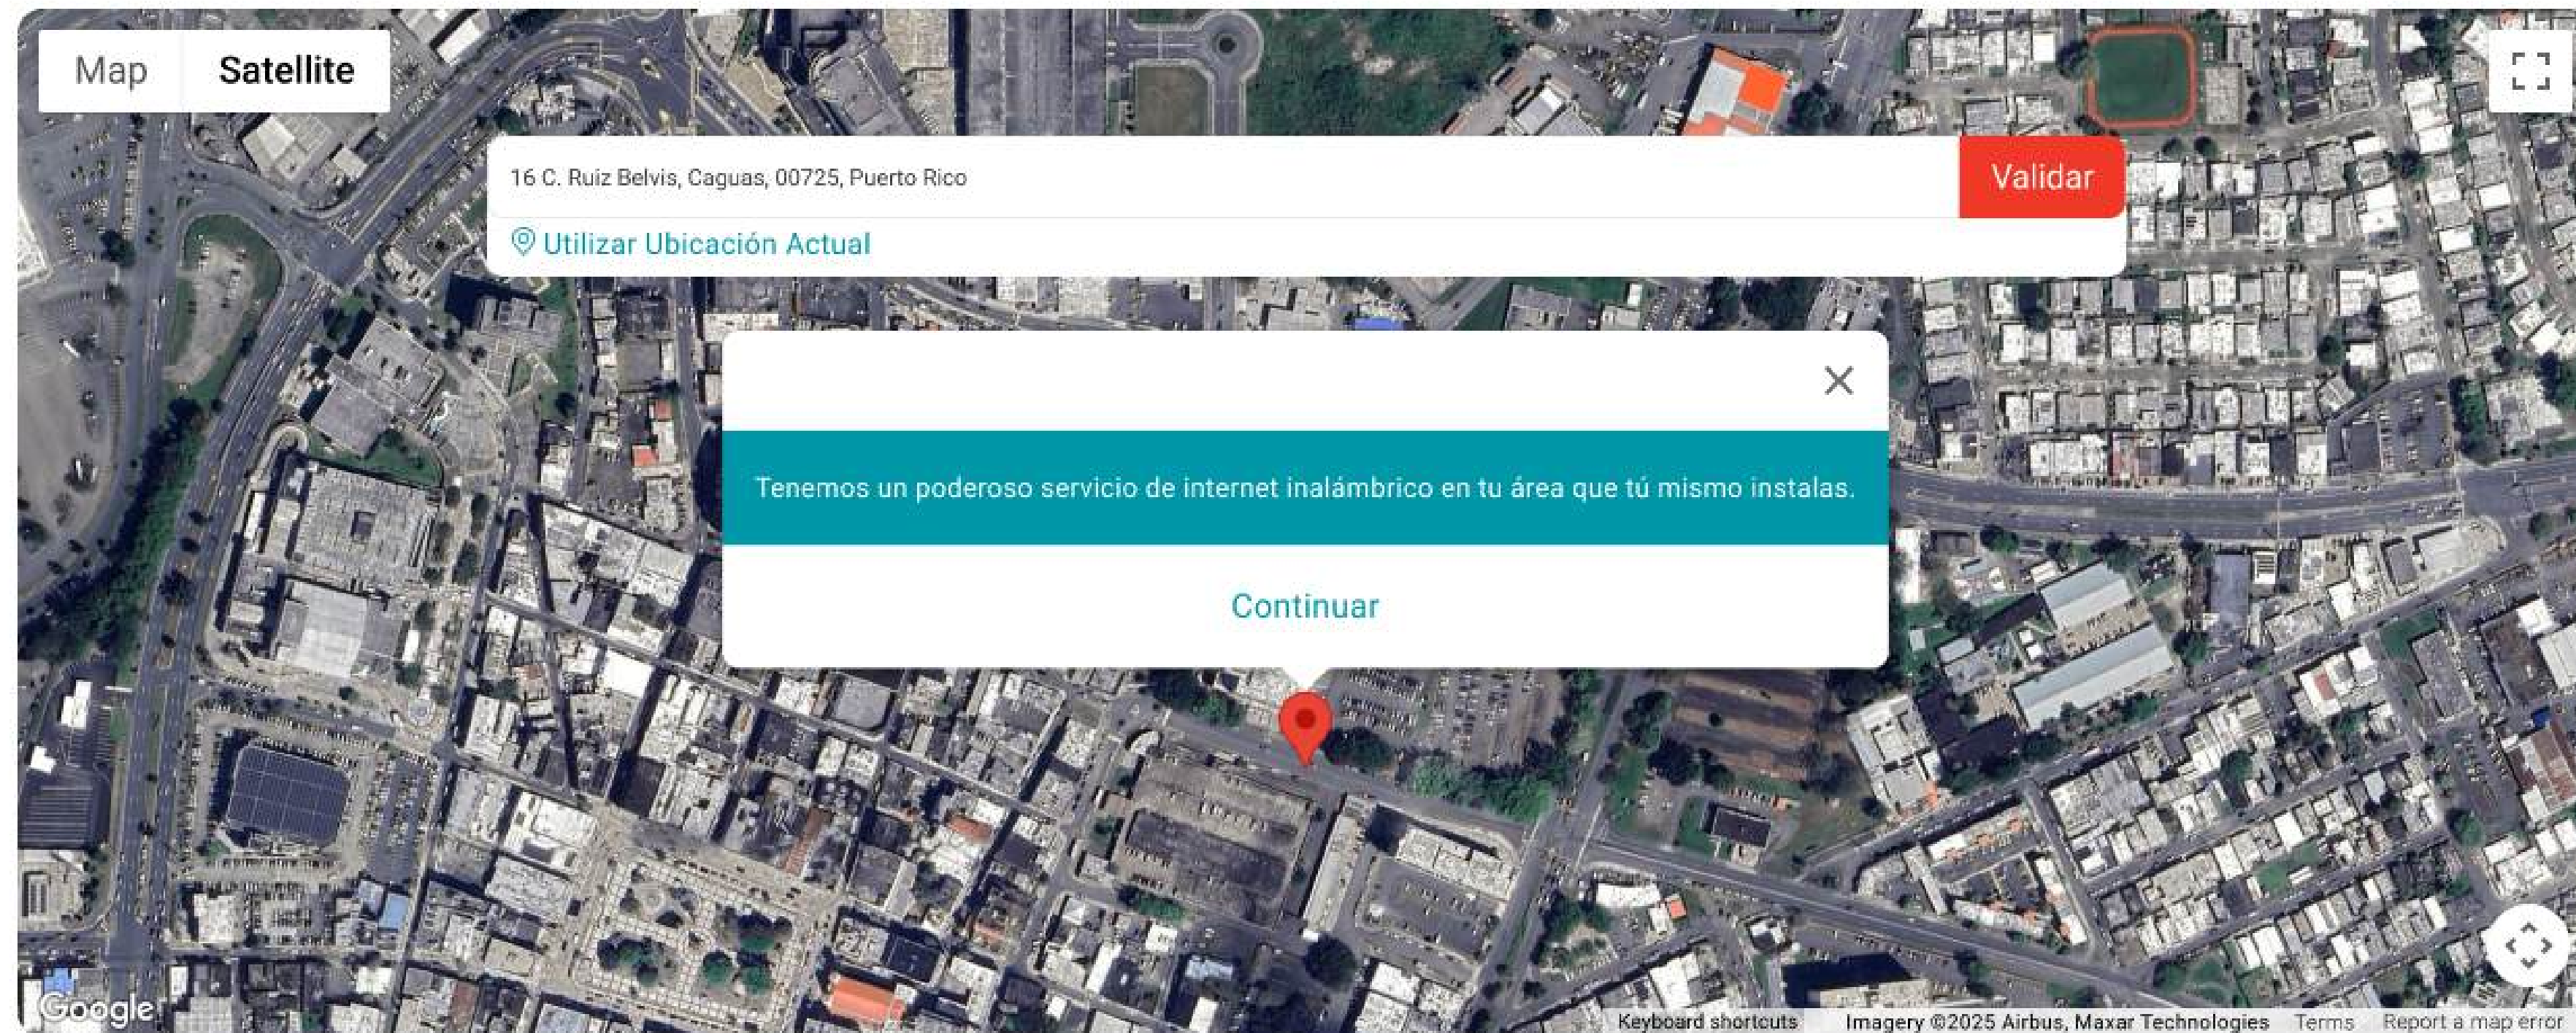 Map
Satellite
16 C. Ruiz Belvis, Caguas, 00725, Puerto Rico
Validar
Utilizar Ubicación Actual
Tenemos un poderoso servicio de internet inalámbrico en tu área que tú mismo instalas.
Continuar
Google
Keyboard shortcuts
Imagery ©2025 Airbus, Maxar Technologies
Terms
Report a map error